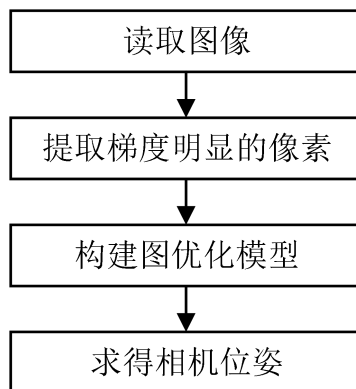 读取图像
提取梯度明显的像素
构建图优化模型
求得相机位姿